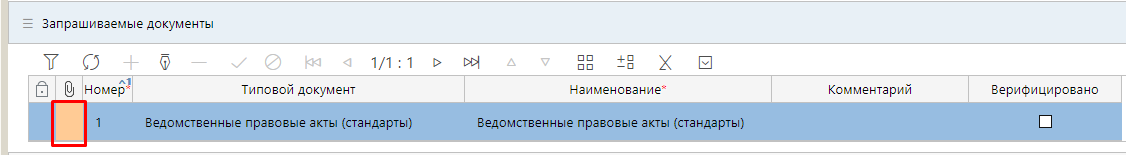 Запрашиваемые документы
1/1 : 1
Номер* 1 Типовой документ Наименование* Комментарий Верифицировано
1 Ведомственные правовые акты (стандарты) Ведомственные правовые акты (стандарты)